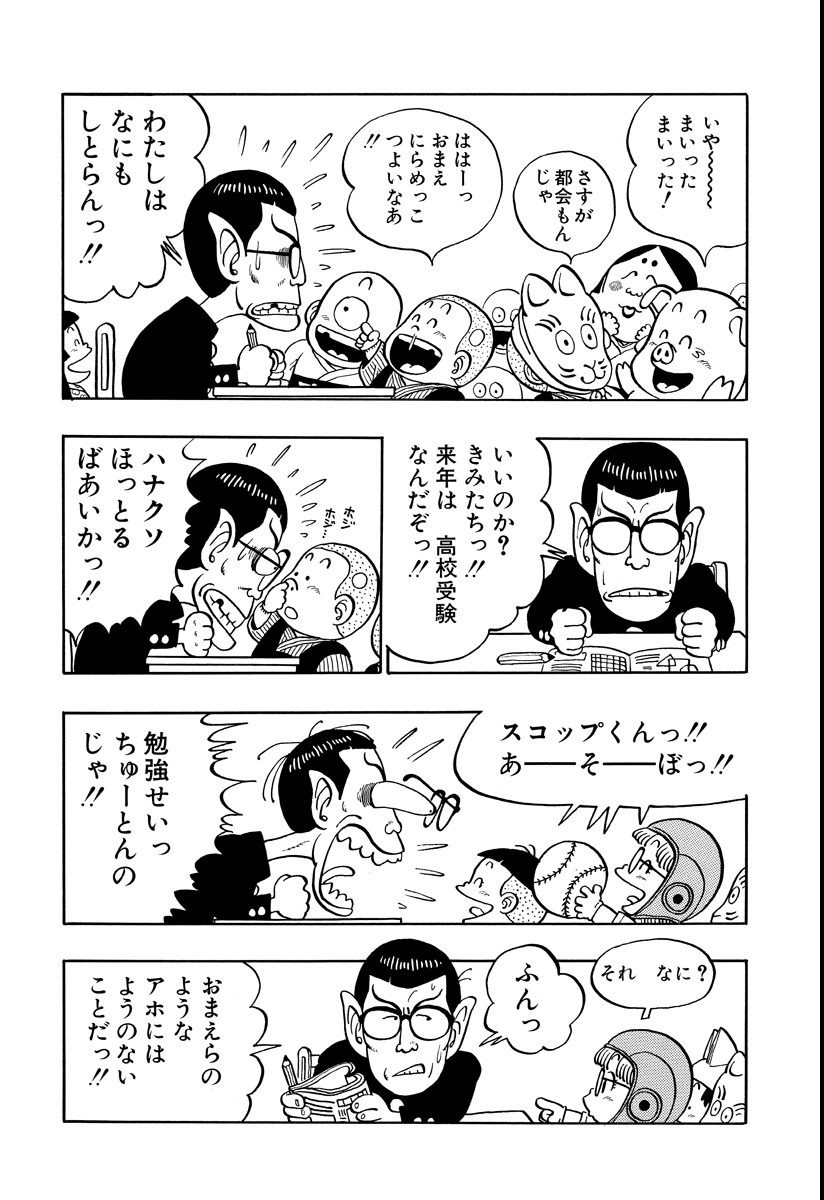 いや〜〜〜〜
まいった
まいった!
さすが
都会もん
じゃ
ははーっ
おまえ
にらめっこ
つよいなあ
!!
わたしは
なにも
しとらんっ!!
いいのか?
きみたちっ!!
来年は 高校受験
なんだぞっ!!
ホジ
ホジ…
ハナクソ
ほっとる
ばあいかっ!!
スコップくんっ!!
あ──そ──ぼっ!!
勉強せいっ
ちゅーとんの
じゃ!!
それ なに?
ふんっ
おまえらの
ような
アホには
ようのない
ことだっ!!